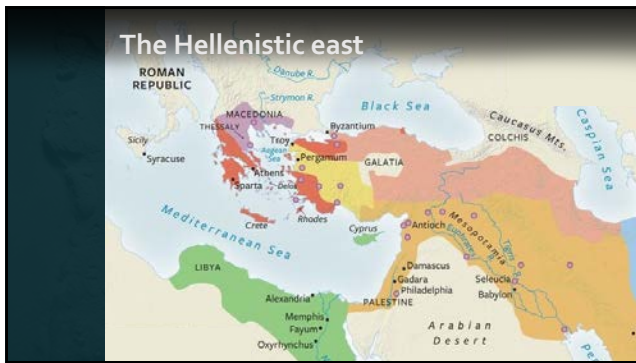 The Hellenistic east
ROMAN
REPUBLIC
Danube R.
Strymon R.
Black Sea
Caucasus Mts.
Caspian Sea
COLCHIS
MACEDONIA
THESSALY
Byzantium
Troy
Aegean
Sea
Pergamum
GALATIA
Sicily
Syracuse
Athens
Sparta
Delos
Rhodes
Crete
Cyprus
Antioch
Mesopotamia
Tigris
Euphrates
Mediterranean Sea
Damascus
Gadara
Philadelphia
Seleucia
Babylon
PALESTINE
LIBYA
Alexandria
Memphis
Fayum
Oxyrhynchus
Arabian
Desert